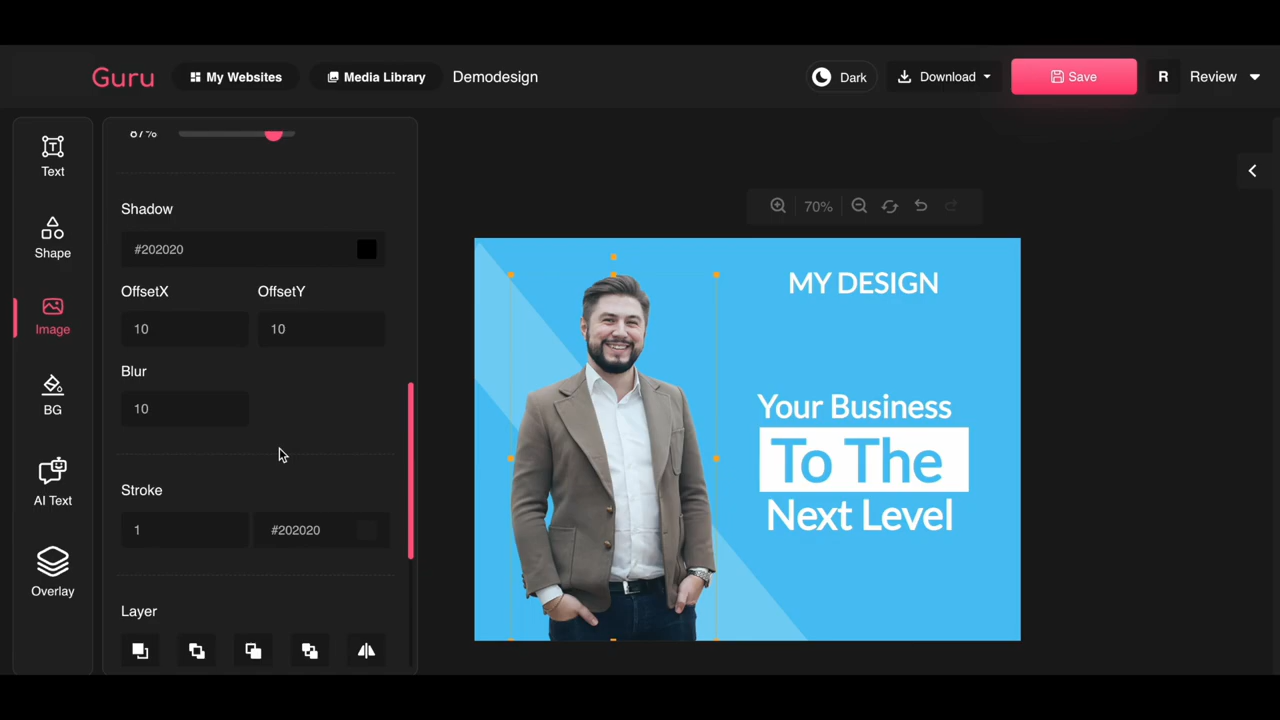 Guru
My Websites
Media Library
Demodesign
Dark
Download
Save
R
Review
Text
Shape
Image
BG
AI Text
Overlay
67%
Shadow
#202020
OffsetX
OffsetY
10
10
Blur
10
Stroke
1
#202020
Layer
70%
MY DESIGN
Your Business
To The
Next Level